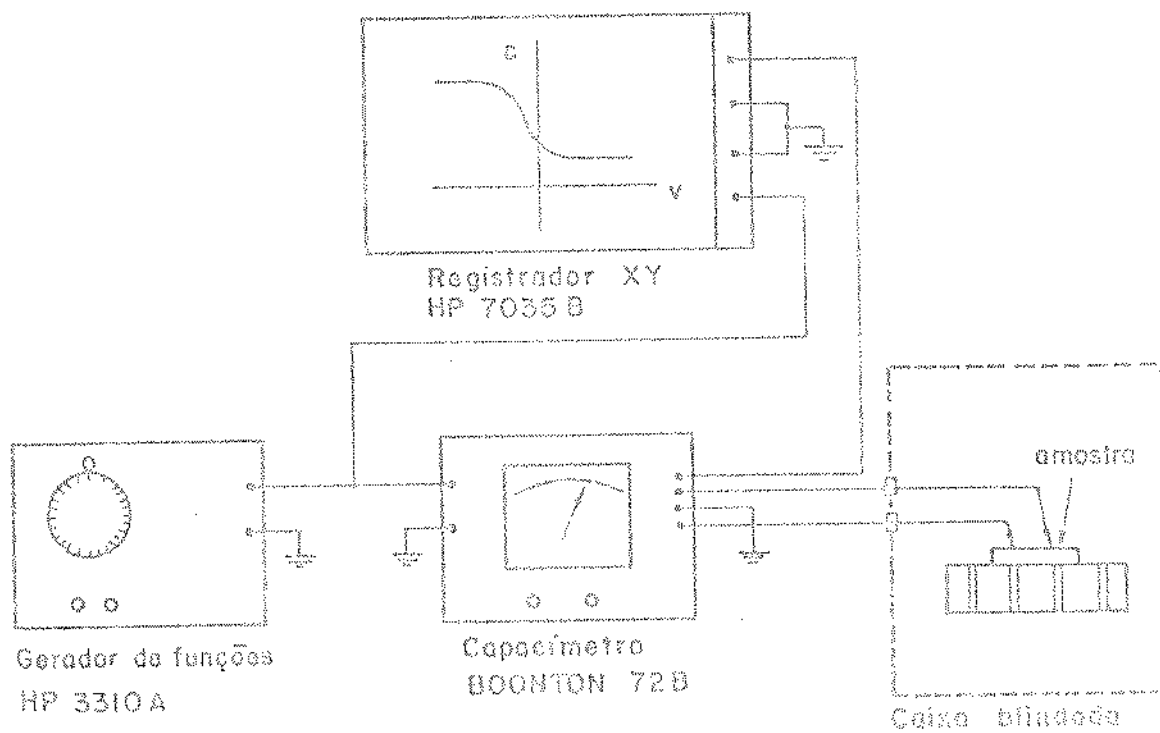 C
V
Registrador XY
HP 7035 B
amostra
Gerador de funções
HP 3310 A
Capacímetro
BOONTON 72 B
Caixa blindada